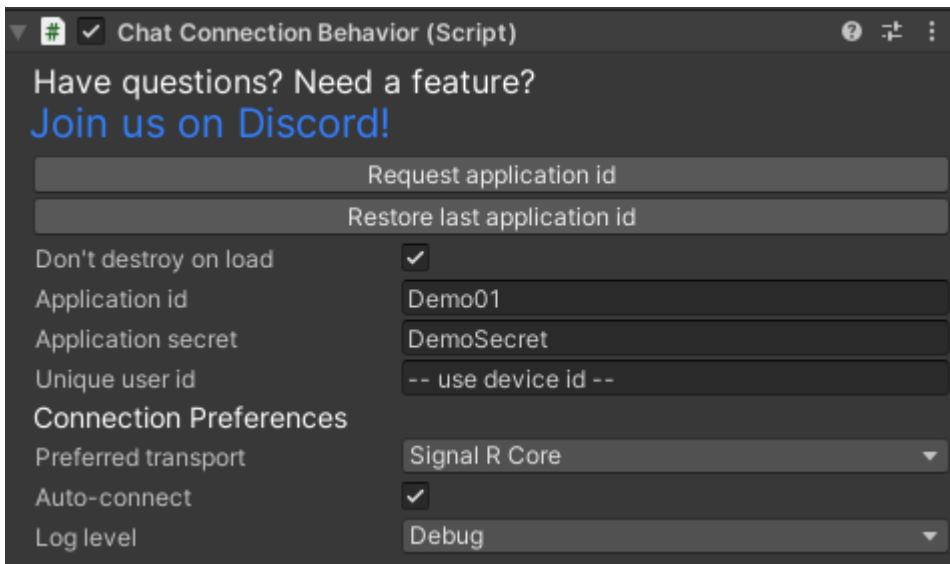 # Chat Connection Behavior (Script)
Have questions? Need a feature?
Join us on Discord!
Request application id
Restore last application id
Don't destroy on load
Application id Demo01
Application secret DemoSecret
Unique user id -- use device id --
Connection Preferences
Preferred transport Signal R Core
Auto-connect
Log level Debug